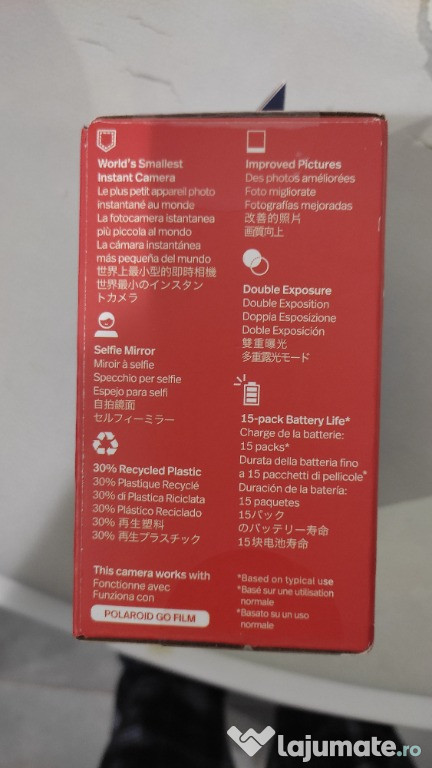 World's Smallest
Instant Camera
Le plus petit appareil photo
instantané au monde
La fotocamera istantanea
più piccola al mondo
La cámara instantánea
más pequeña del mundo
世界上最小型的即時相機
世界最小のインスタン
トカメラ
Selfie Mirror
Miroir à selfie
Specchio per selfie
Espejo para selfi
自拍鏡面
セルフィーミラー
30% Recycled Plastic
30% Plastique Recyclé
30% di Plastica Riciclata
30% Plástico Reciclado
30% 再生塑料
30% 再生プラスチック
This camera works with
Fonctionne avec
Funziona con
POLAROID GO FILM
Improved Pictures
Des photos améliorées
Foto migliorate
Fotografías mejoradas
改善的照片
画質向上
Double Exposure
Double Exposition
Doppia Esposizione
Doble Exposición
雙重曝光
多重露光モード
15-pack Battery Life*
Charge de la batterie:
15 packs*
Durata della batteria fino
a 15 pacchetti di pellicole*
Duración de la batería:
15 paquetes
15パック
のバッテリー寿命
15块电池寿命
*Based on typical use
*Basé sur une utilisation
normale
*Basato su un uso
normale
lajumate.ro